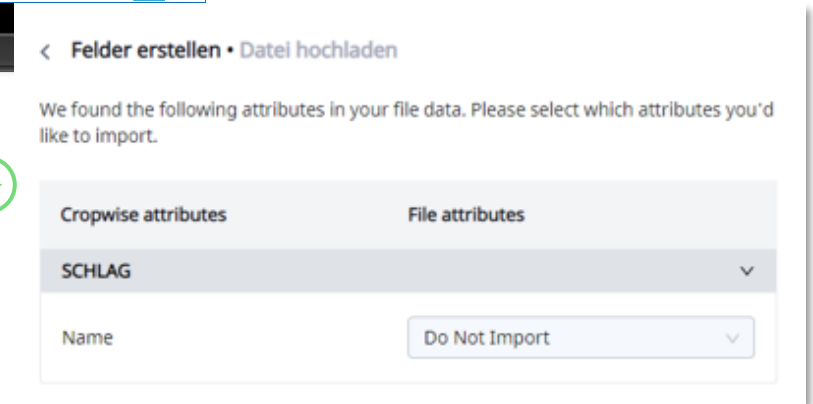 Felder erstellen • Datei hochladen
We found the following attributes in your file data. Please select which attributes you'd
like to import.
Cropwise attributes File attributes
SCHLAG
Name Do Not Import